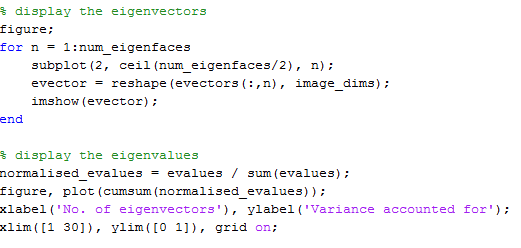 % display the eigenvectors
figure;
for n = 1:num_eigenfaces
    subplot(2, ceil(num_eigenfaces/2), n);
    evector = reshape(evectors(:,n), image_dims);
    imshow(evector);
end

% display the eigenvalues
normalised_evalues = evalues / sum(evalues);
figure, plot(cumsum(normalised_evalues));
xlabel('No. of eigenvectors'), ylabel('Variance accounted for');
xlim([1 30]), ylim([0 1]), grid on;